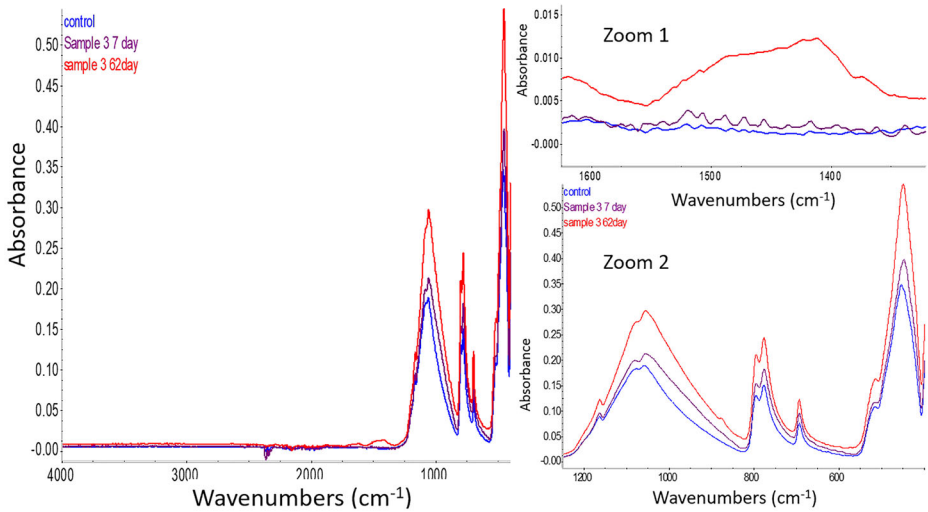 control
Sample 3 7 day
sample 3 62day
0.50
0.45
0.40
0.35
0.30
0.25
0.20
0.15
0.10
0.05
-0.00
Absorbance
4000 3000 2000 1000
Wavenumbers (cm-1)
Zoom 1
0.015
0.010
0.005
-0.000
Absorbance
1600 1500 1400
Wavenumbers (cm-1)
control
Sample 3 7 day
sample 3 62day
Zoom 2
0.50
0.45
0.40
0.35
0.30
0.25
0.20
0.15
0.10
0.05
-0.00
Absorbance
1200 1000 800 600
Wavenumbers (cm-1)